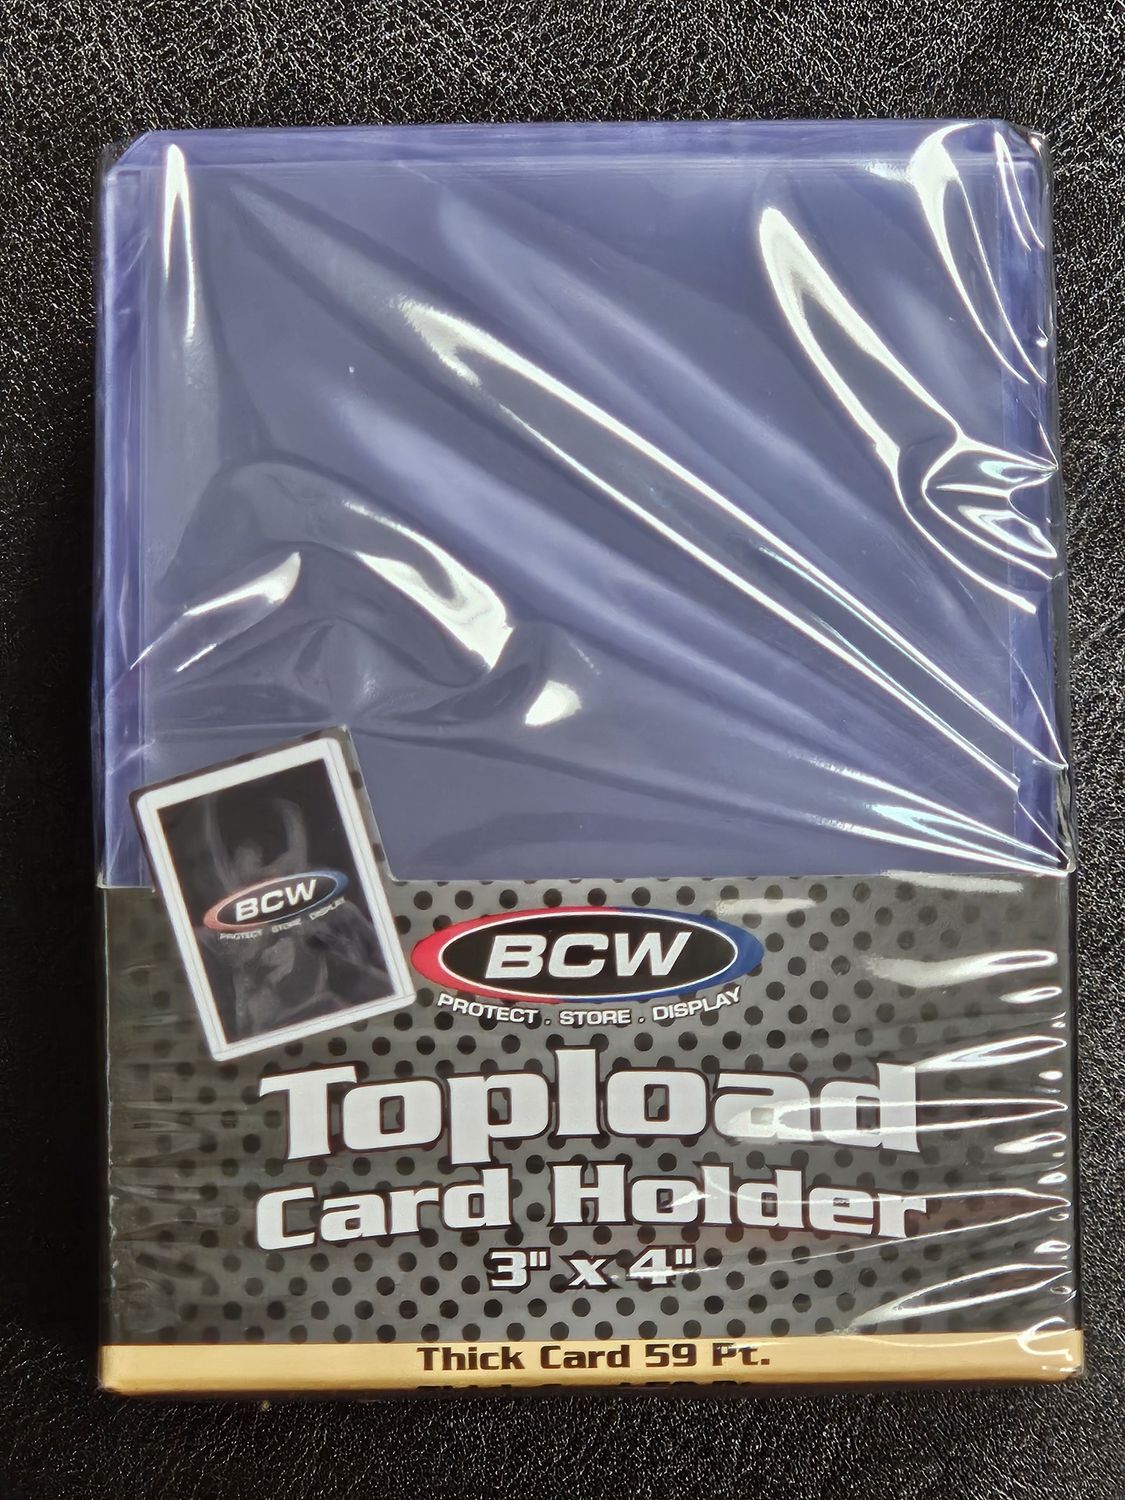 BCW
PROTECT STORE DISPLAY
BCW
PROTECT . STORE . DISPLAY
Topload
Card Holder
3" x 4"
Thick Card 59 Pt.